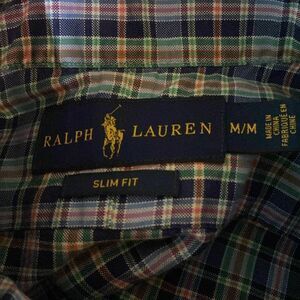 RALPH LAUREN
M/M
MADE IN
CHINA
FABRIQUÉ EN
CHINE
SLIM FIT